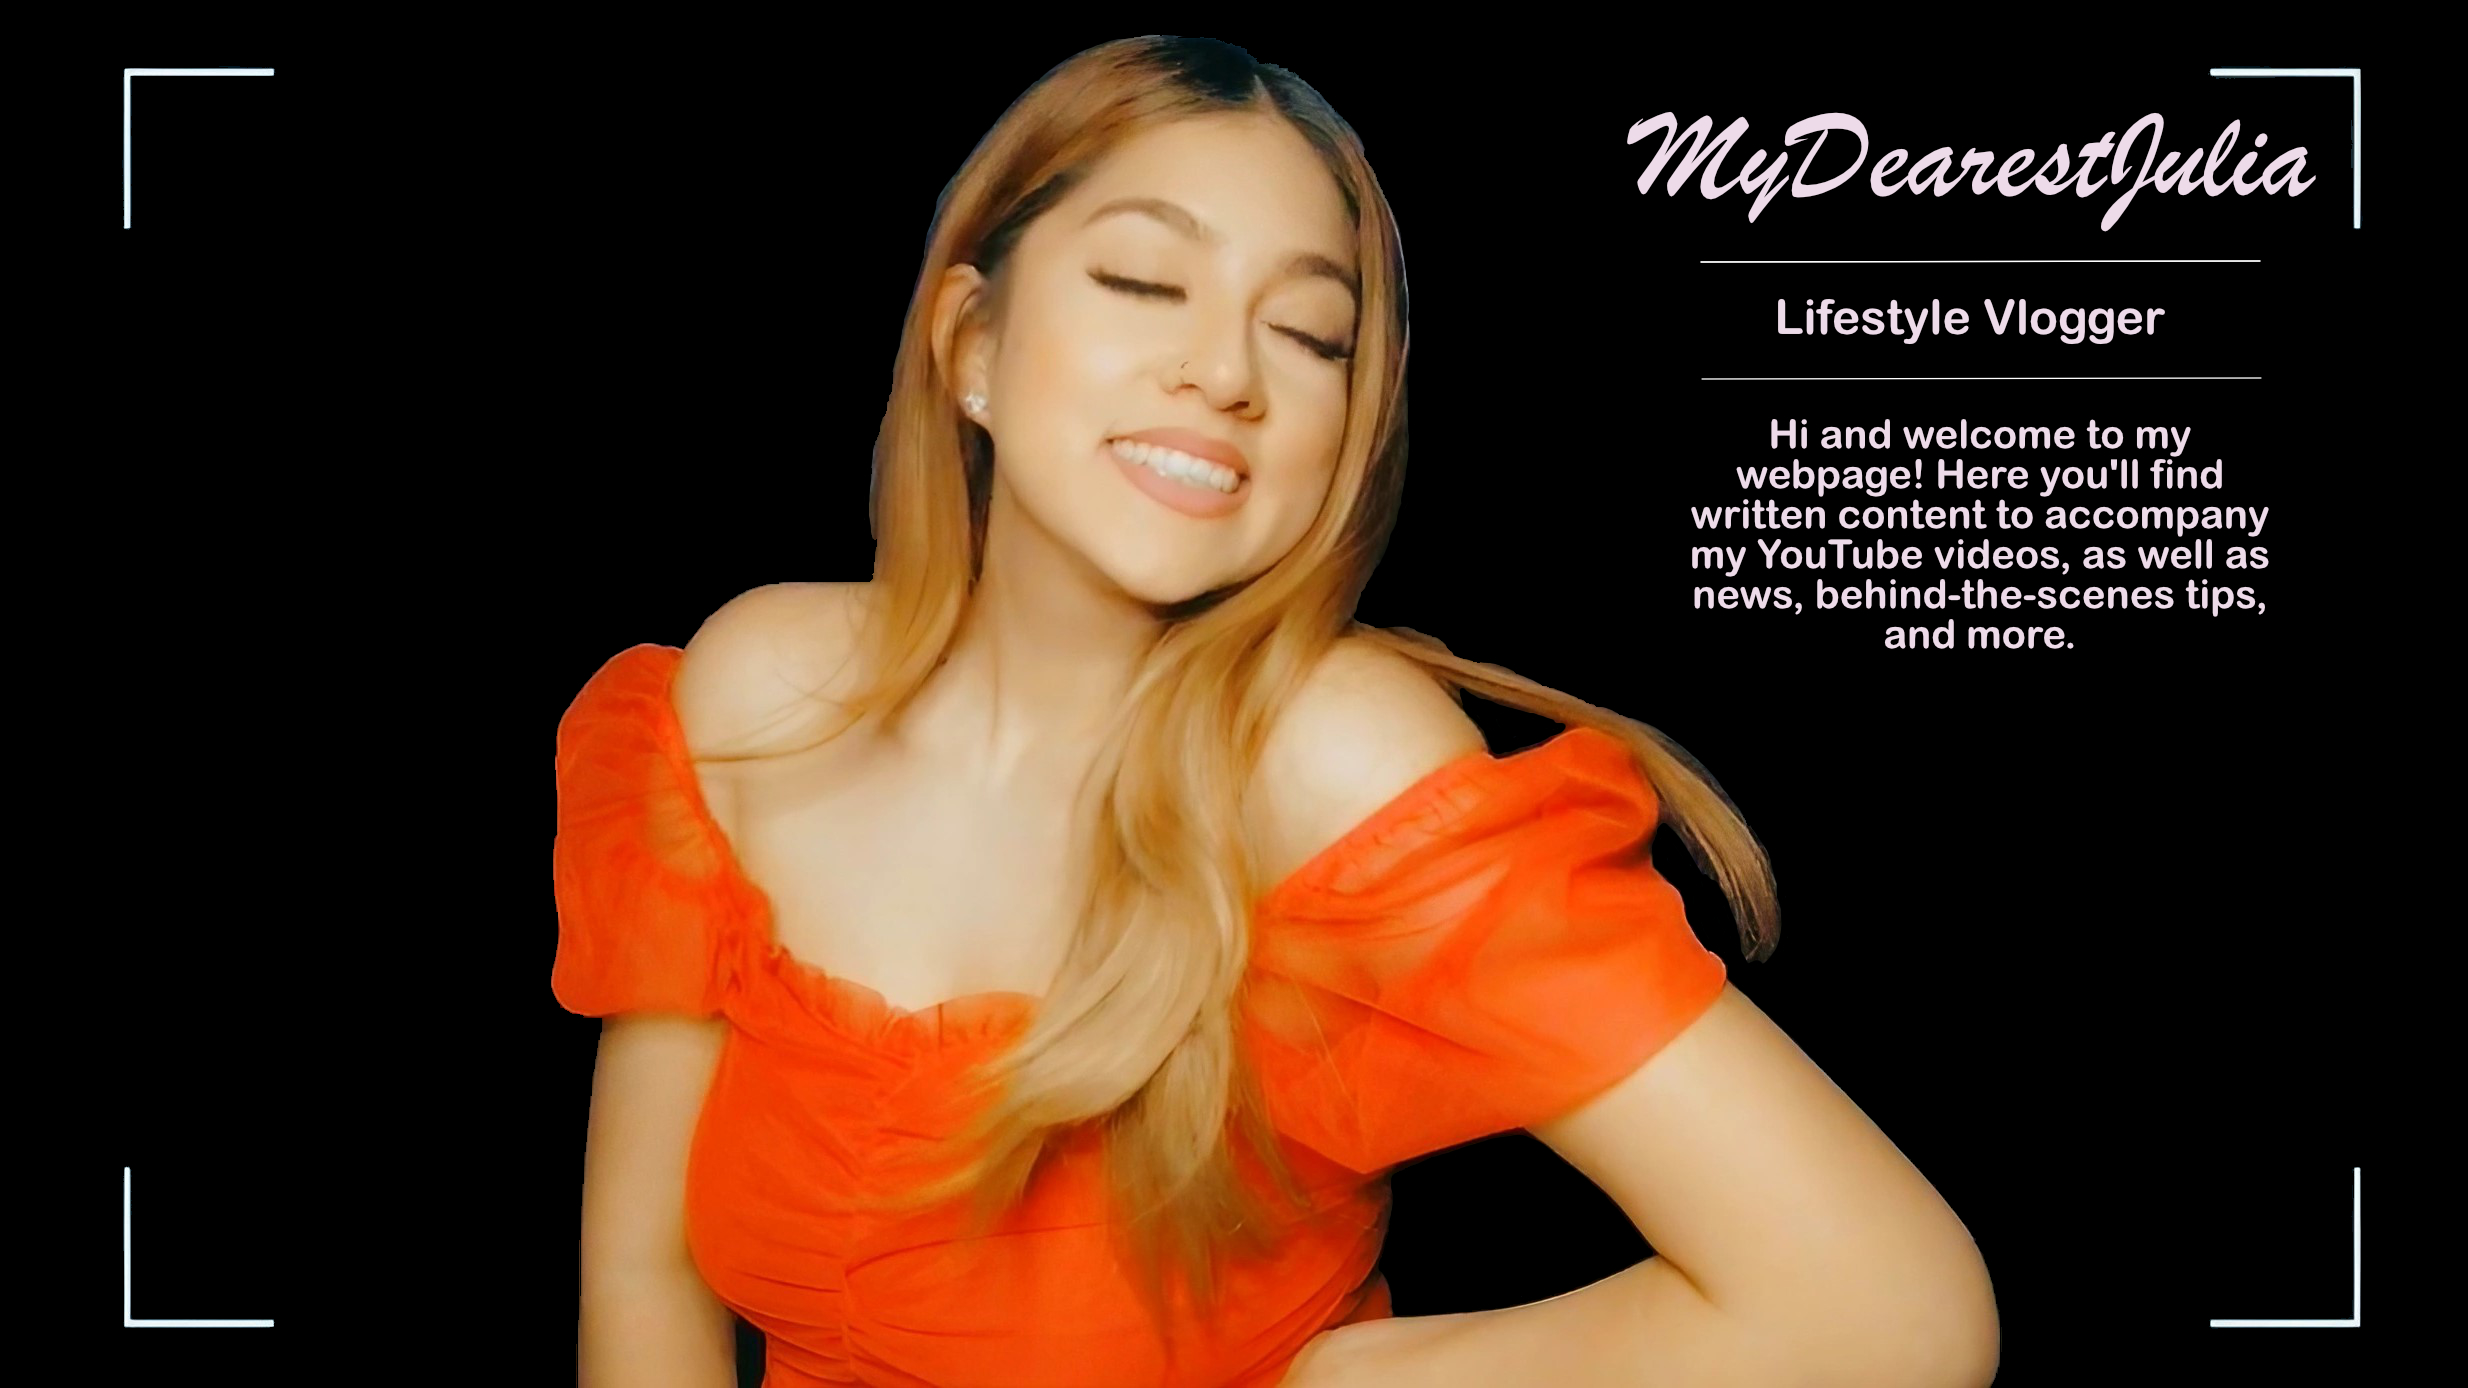 MyDearestJulia
Lifestyle Vlogger
Hi and welcome to my
webpage! Here you'll find
written content to accompany
my YouTube videos, as well as
news, behind-the-scenes tips,
and more.